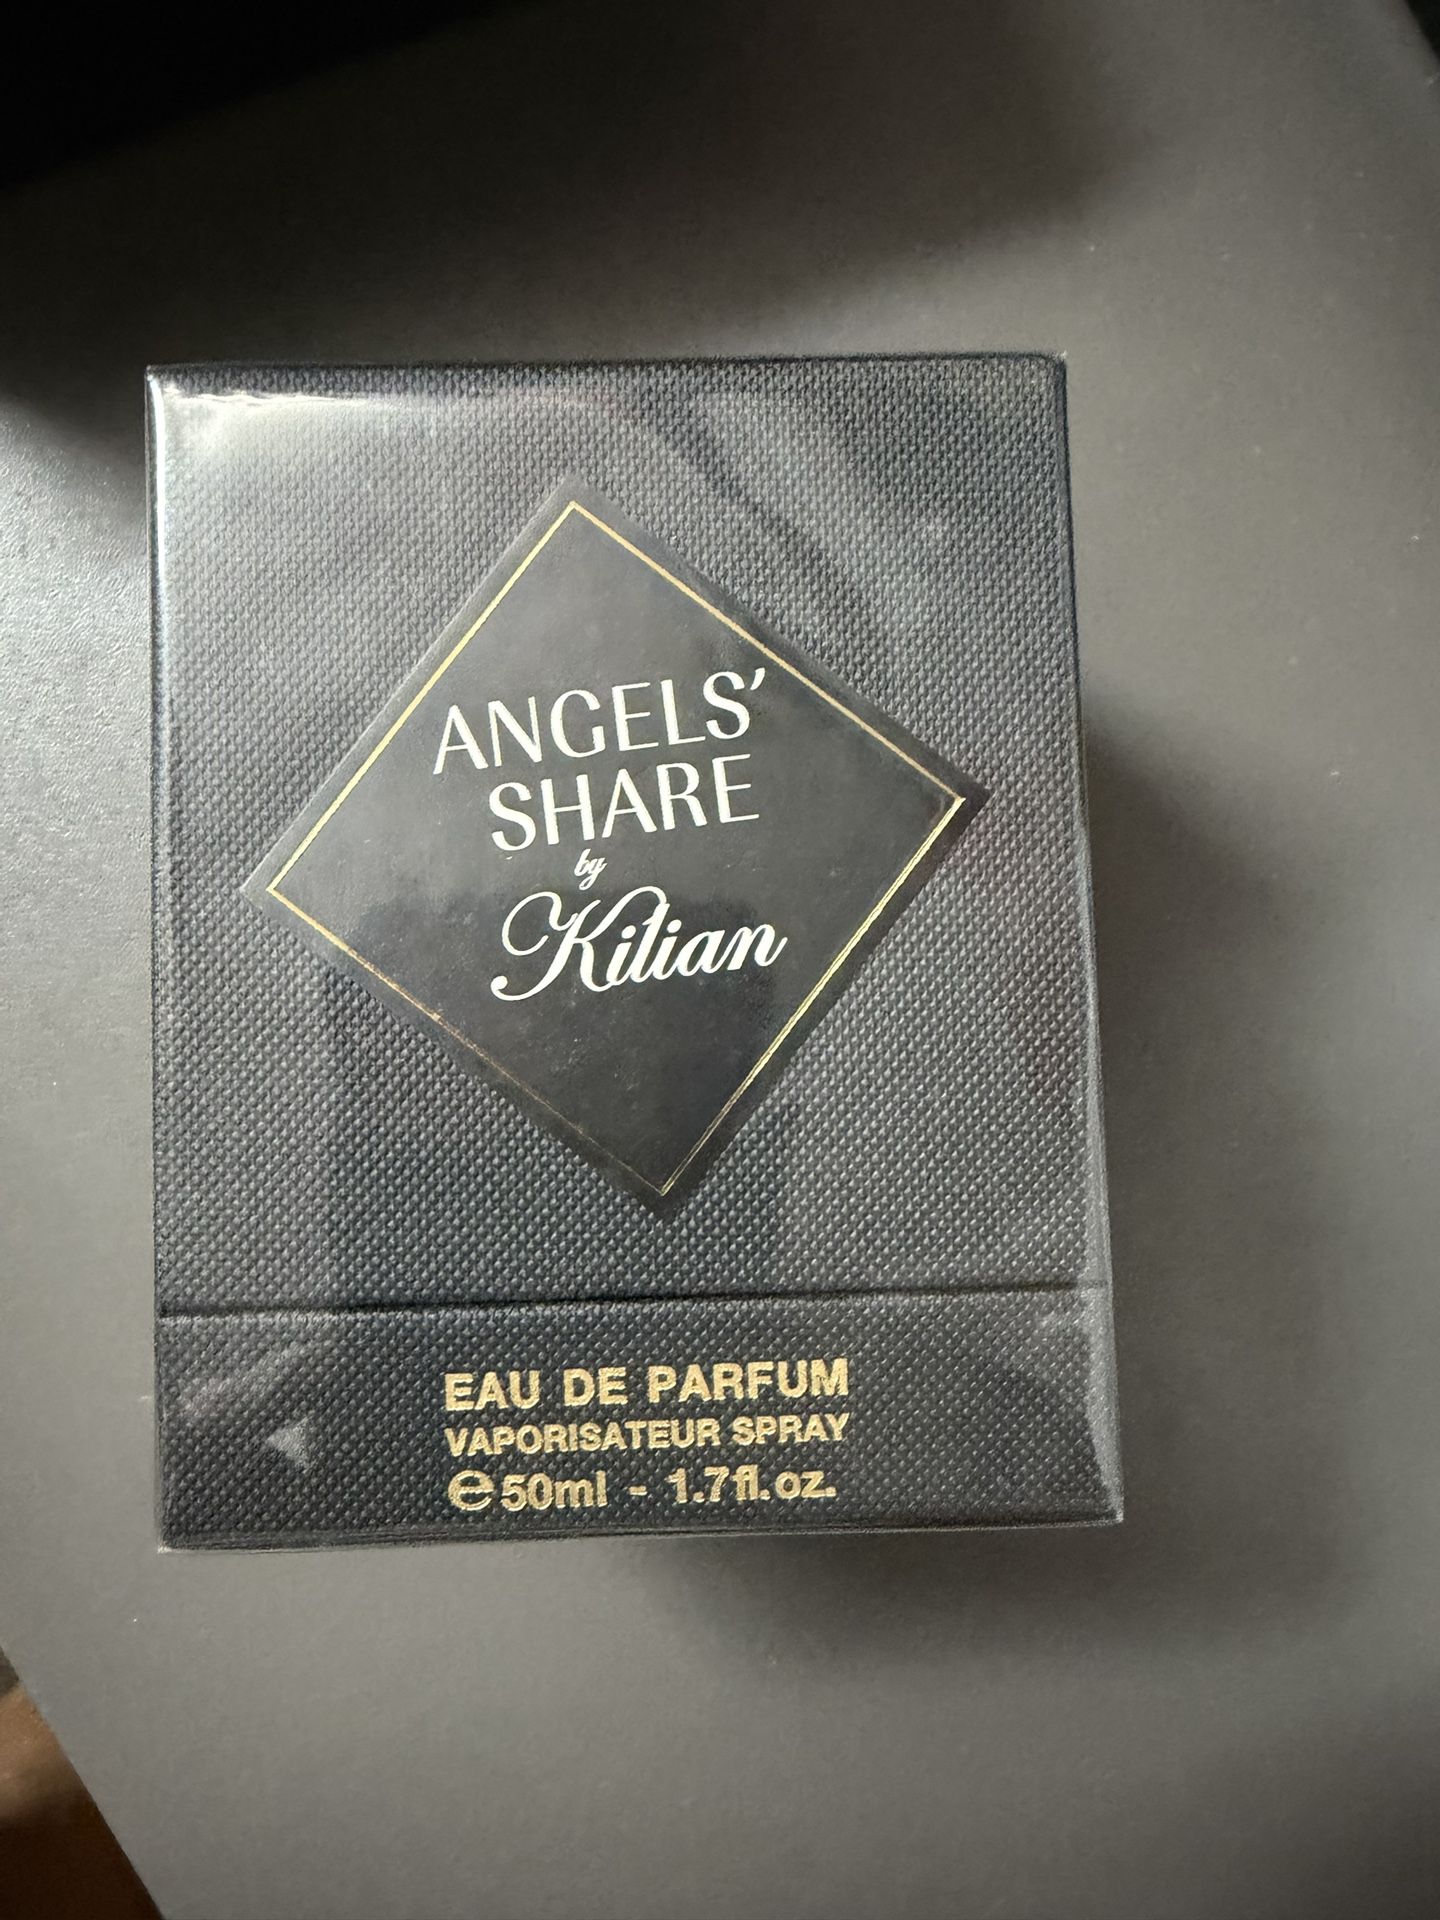 ANGELS’
SHARE
by
Kilian
EAU DE PARFUM
VAPORISATEUR SPRAY
℮50ml - 1.7fl.oz.